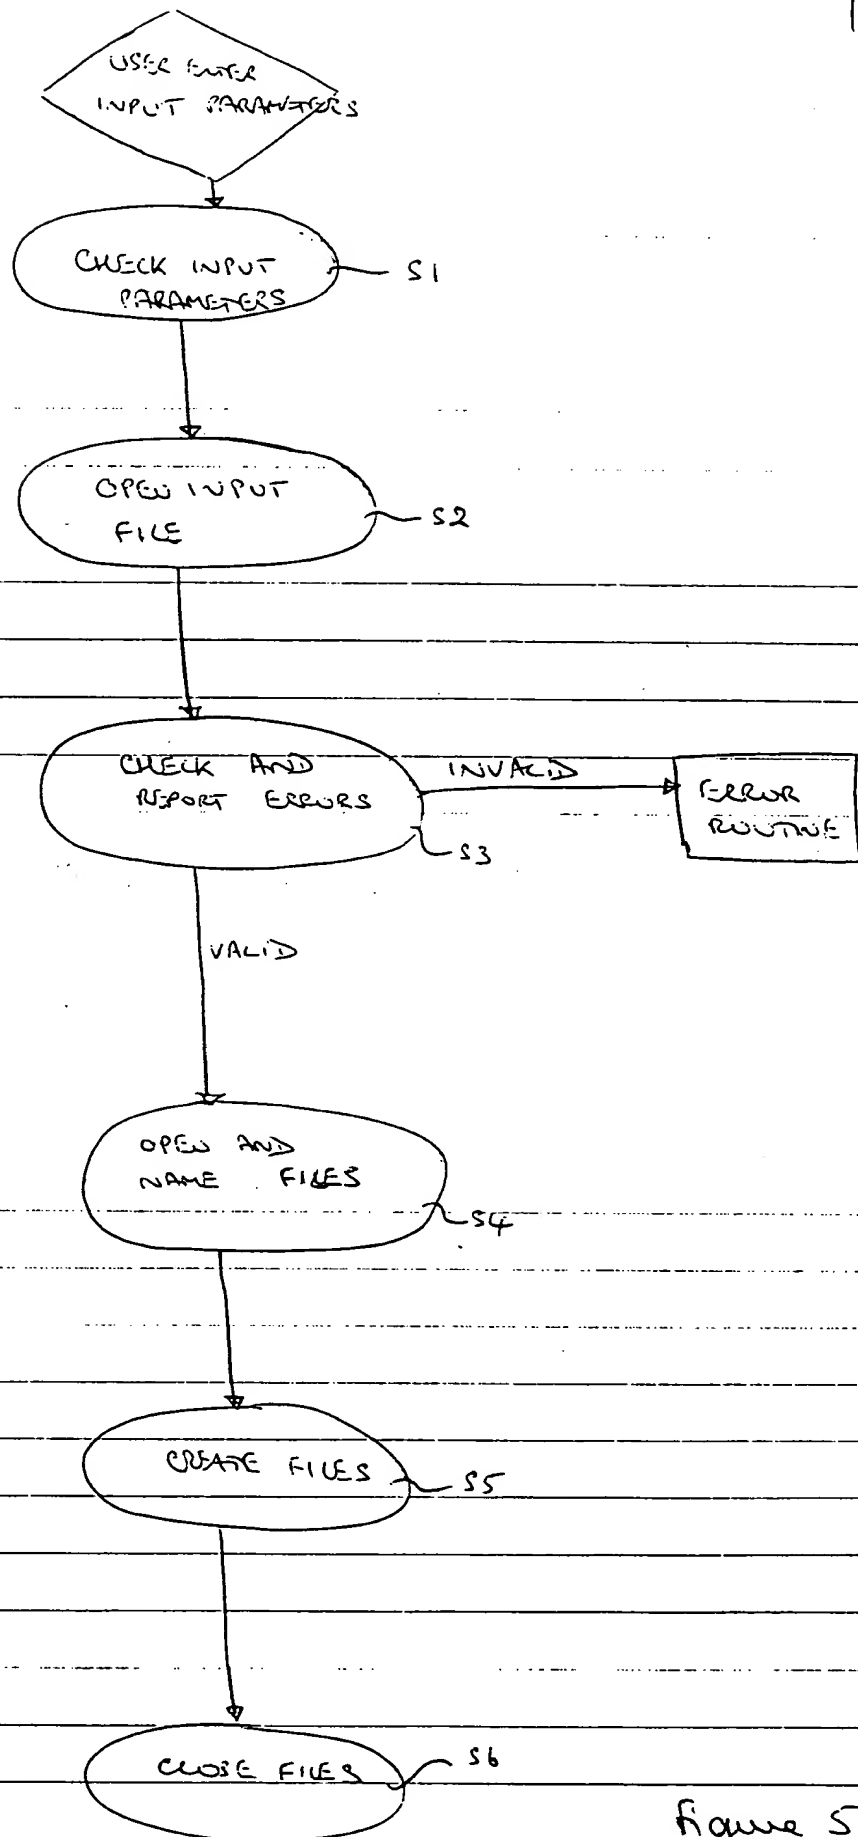 USER ENTER
INPUT PARAMETERS
CHECK INPUT
PARAMETERS
S1
OPEN INPUT
FILE
S2
CHECK AND
REPORT ERRORS
INVALID
ERROR
ROUTINE
S3
VALID
OPEN AND
NAME FILES
S4
CREATE FILES
S5
CLOSE FILES
S6
Figure 5